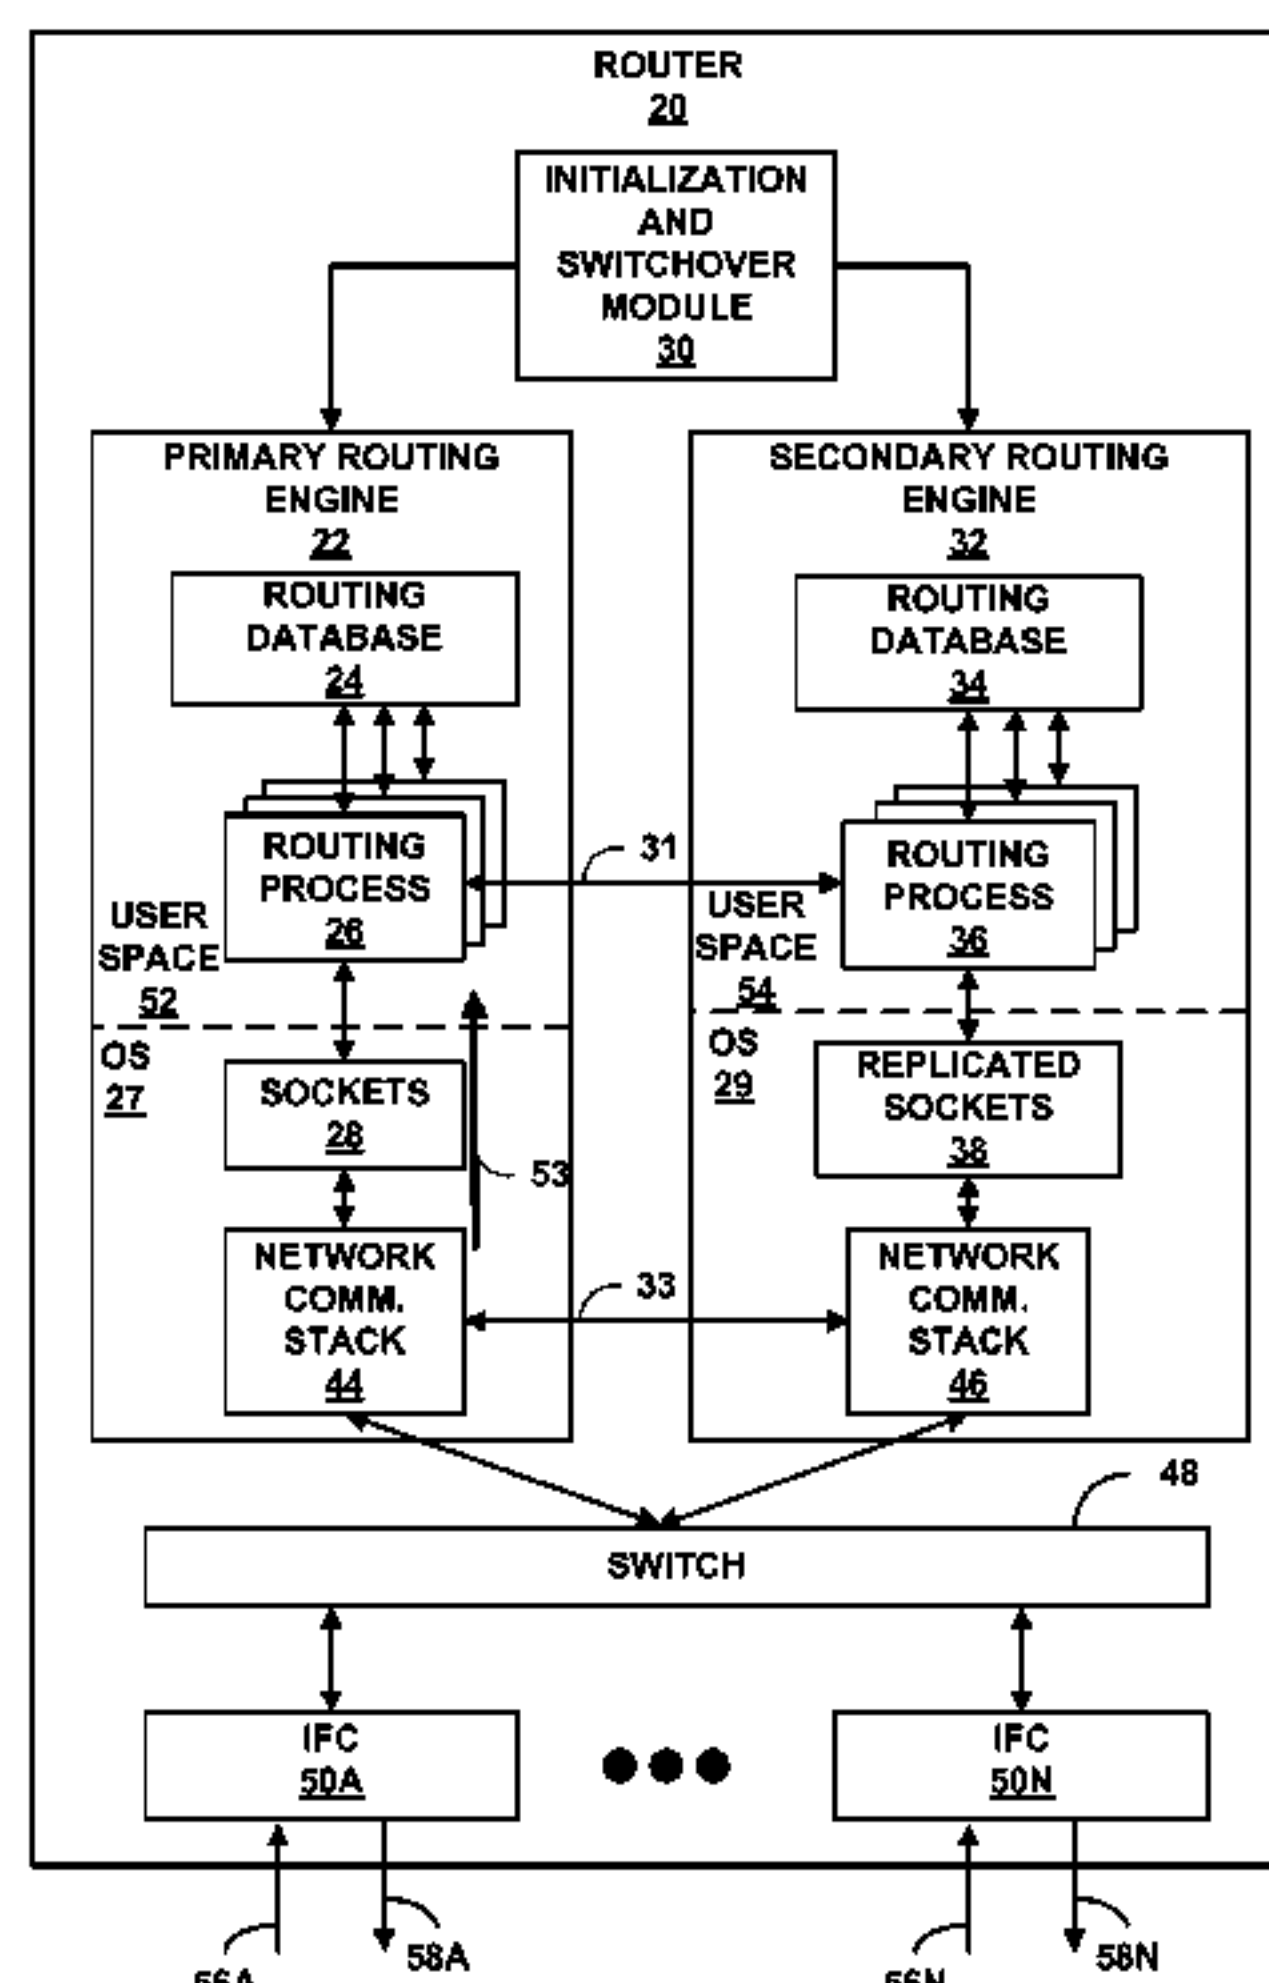 ROUTER
20
INITIALIZATION
AND
SWITCHOVER
MODULE
30
PRIMARY ROUTING
ENGINE
22
ROUTING
DATABASE
24
ROUTING
PROCESS
26
USER
SPACE
52
OS
27
SOCKETS
28
53
NETWORK
COMM.
STACK
44
31
33
SECONDARY ROUTING
ENGINE
32
ROUTING
DATABASE
34
ROUTING
PROCESS
36
USER
SPACE
54
OS
29
REPLICATED
SOCKETS
38
NETWORK
COMM.
STACK
46
48
SWITCH
IFC
50A
IFC
50N
56A
58A
56N
58N